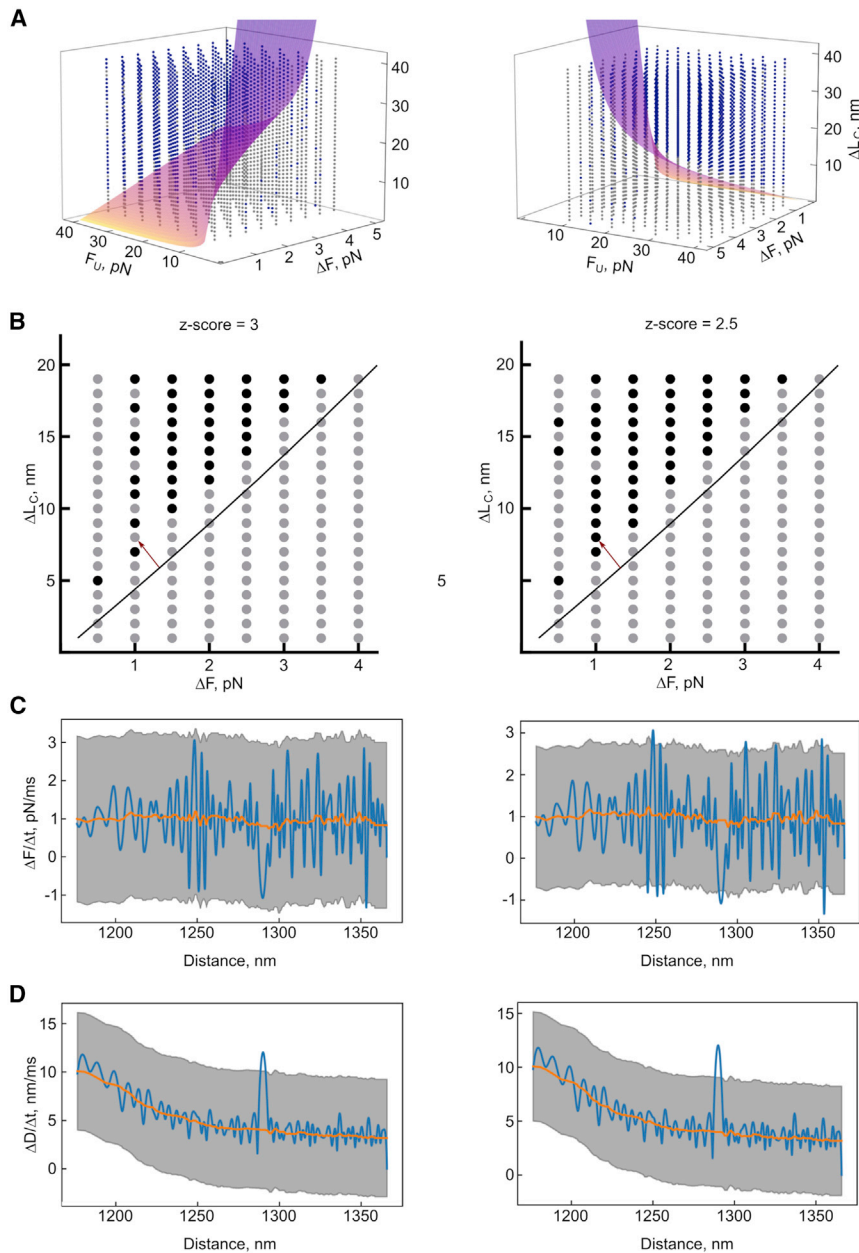 A
40
30
20
10
ΔL_C, nm
40
30
20
10
40
30
20
10
F_U, pN
1
2
3
4
5
ΔF, pN
10
20
30
40
F_U, pN
5
4
3
2
1
ΔF, pN
B
z-score = 3
z-score = 2.5
20
15
10
5
ΔL_C, nm
1
2
3
4
ΔF, pN
20
15
10
5
ΔL_C, nm
1
2
3
4
ΔF, pN
C
3
2
1
0
-1
ΔF/Δt, pN/ms
1200 1250 1300 1350
Distance, nm
3
2
1
0
-1
1200 1250 1300 1350
Distance, nm
D
15
10
5
0
ΔD/Δt, nm/ms
1200 1250 1300 1350
Distance, nm
15
10
5
0
1200 1250 1300 1350
Distance, nm